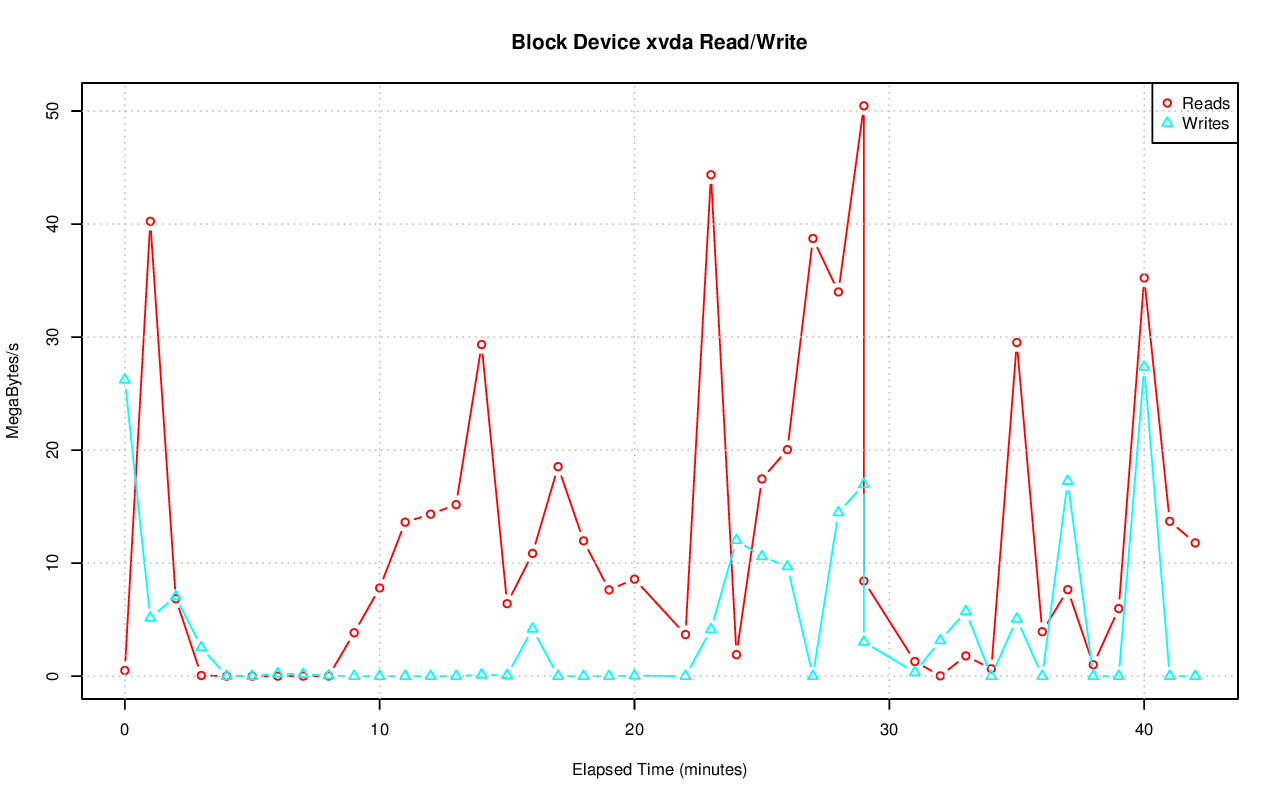 Block Device xvda Read/Write
Reads
Writes
MegaBytes/s
50
40
30
20
10
0
0 10 20 30 40
Elapsed Time (minutes)